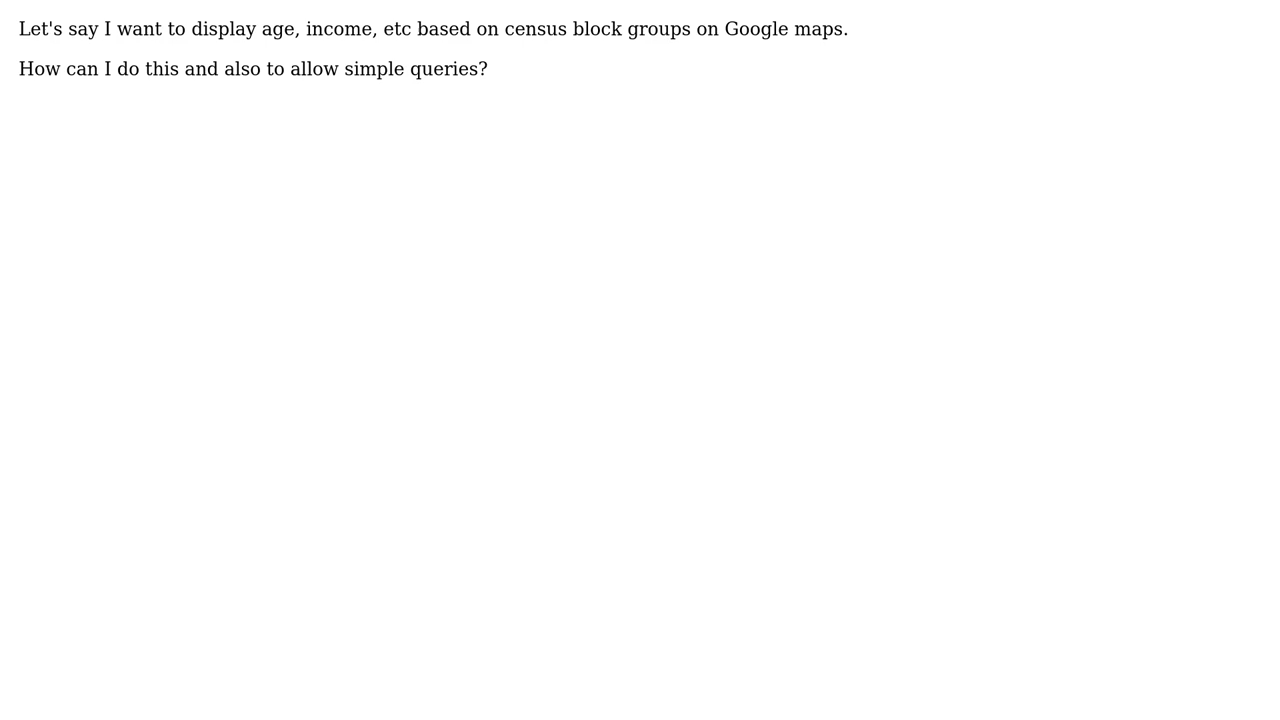 Let's say I want to display age, income, etc based on census block groups on Google maps.
How can I do this and also to allow simple queries?